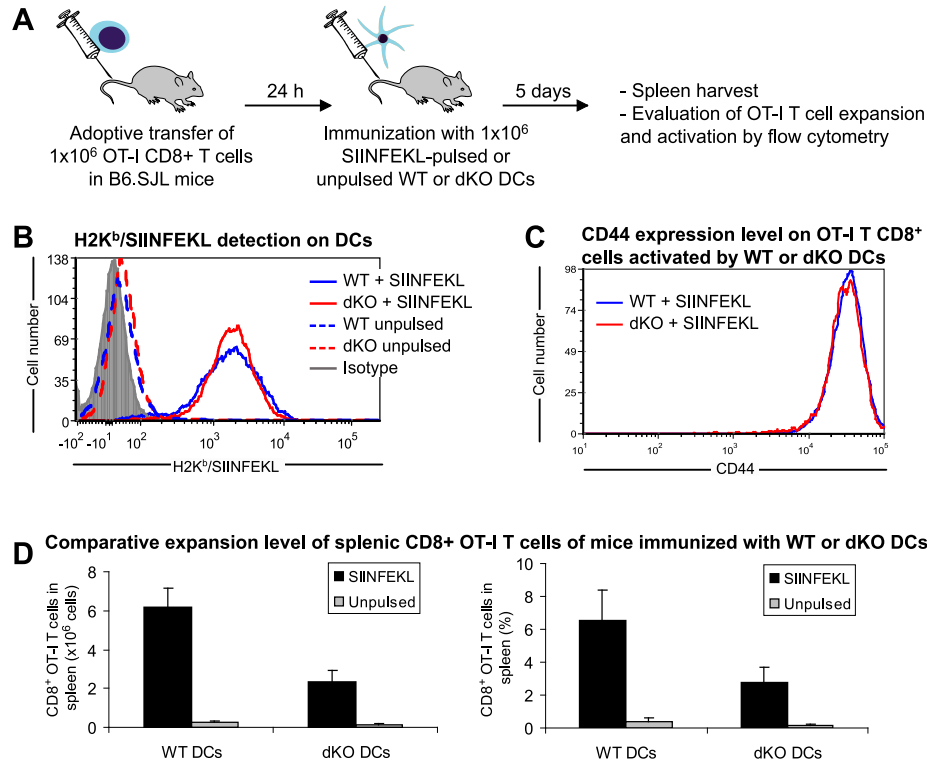 A
24 h
5 days
Adoptive transfer of
1x10⁶ OT-I CD8+ T cells
in B6.SJL mice
Immunization with 1x10⁶
SIINFEKL-pulsed or
unpulsed WT or dKO DCs
- Spleen harvest
- Evaluation of OT-I T cell expansion
and activation by flow cytometry
B
H2Kᵇ/SIINFEKL detection on DCs
138
104
69
35
0
Cell number
WT + SIINFEKL
dKO + SIINFEKL
WT unpulsed
dKO unpulsed
Isotype
-10² -10¹ 10² 10³ 10⁴ 10⁵
H2Kᵇ/SIINFEKL
C
CD44 expression level on OT-I T CD8⁺
cells activated by WT or dKO DCs
98
74
49
25
0
Cell number
WT + SIINFEKL
dKO + SIINFEKL
10¹ 10² 10³ 10⁴ 10⁵
CD44
D
Comparative expansion level of splenic CD8+ OT-I T cells of mice immunized with WT or dKO DCs
CD8⁺ OT-I T cells in
spleen (x10⁶ cells)
8
6
4
2
0
SIINFEKL
Unpulsed
WT DCs
dKO DCs
CD8⁺ OT-I T cells in
spleen (%)
10
8
6
4
2
0
SIINFEKL
Unpulsed
WT DCs
dKO DCs